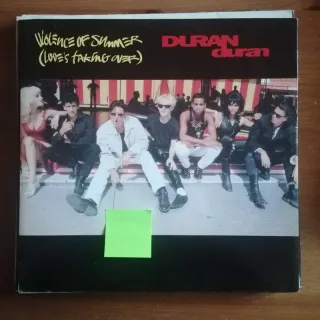 VIOLENCE OF SUMMER
(LOVE'S TAKING OVER)
DURAN
duran